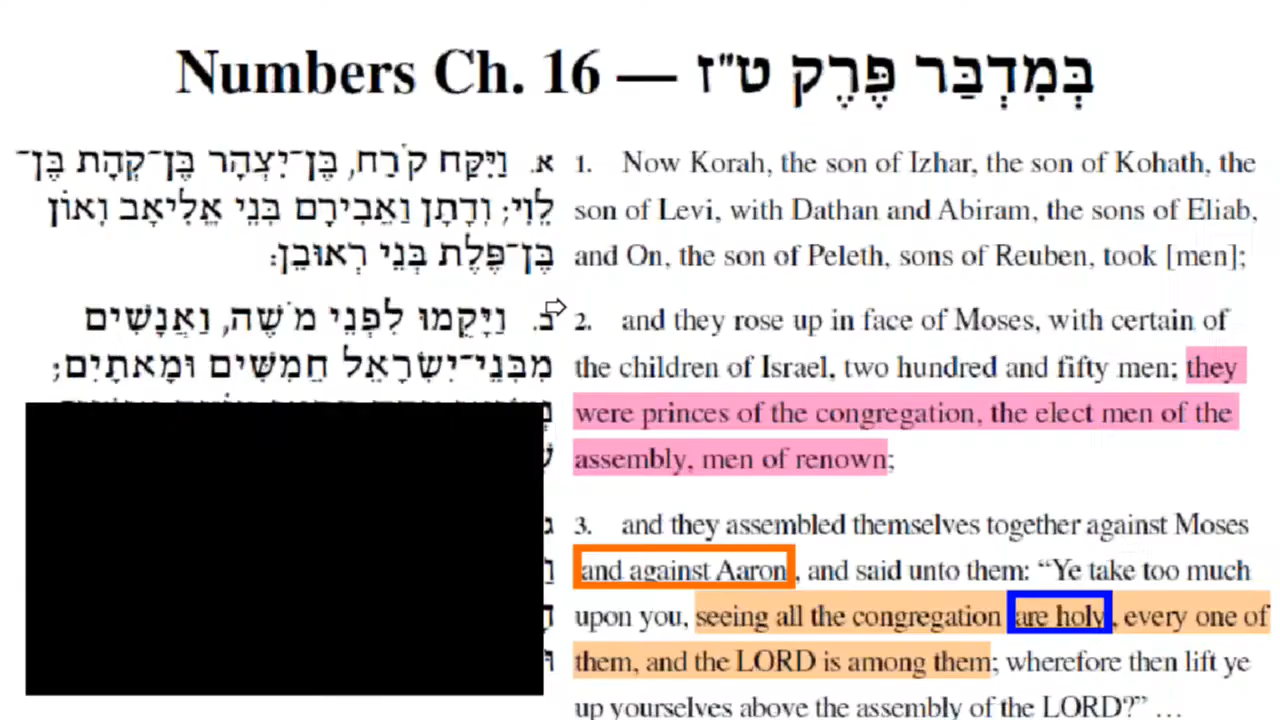 Numbers Ch. 16 — בְּמִדְבַּר פֶּרֶק ט"ז
א. וַיִּקַּח קֹרַח, בֶּן־יִצְהָר בֶּן־קְהָת בֶּן־
לֵוִי; וְדָתָן וַאֲבִירָם בְּנֵי אֱלִיאָב וְאוֹן
בֶּן־פֶּלֶת בְּנֵי רְאוּבֵן:
ב. וַיָּקֻמוּ לִפְנֵי מֹשֶׁה, וַאֲנָשִׁים
מִבְּנֵי־יִשְׂרָאֵל חֲמִשִּׁים וּמָאתָיִם;
1. Now Korah, the son of Izhar, the son of Kohath, the
son of Levi, with Dathan and Abiram, the sons of Eliab,
and On, the son of Peleth, sons of Reuben, took [men];
2. and they rose up in face of Moses, with certain of
the children of Israel, two hundred and fifty men; they
were princes of the congregation, the elect men of the
assembly, men of renown;
3. and they assembled themselves together against Moses
and against Aaron, and said unto them: “Ye take too much
upon you, seeing all the congregation are holy, every one of
them, and the LORD is among them; wherefore then lift ye
up yourselves above the assembly of the LORD?” …